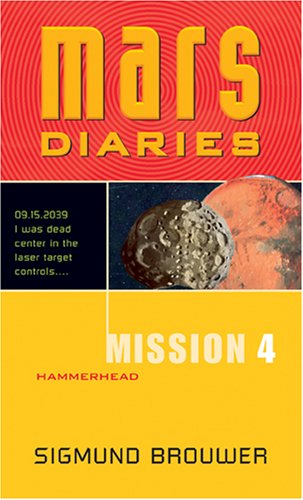 mars
DIARIES
09.15.2039
I was dead
center in the
laser target
controls....
MISSION 4
HAMMERHEAD
SIGMUND BROUWER